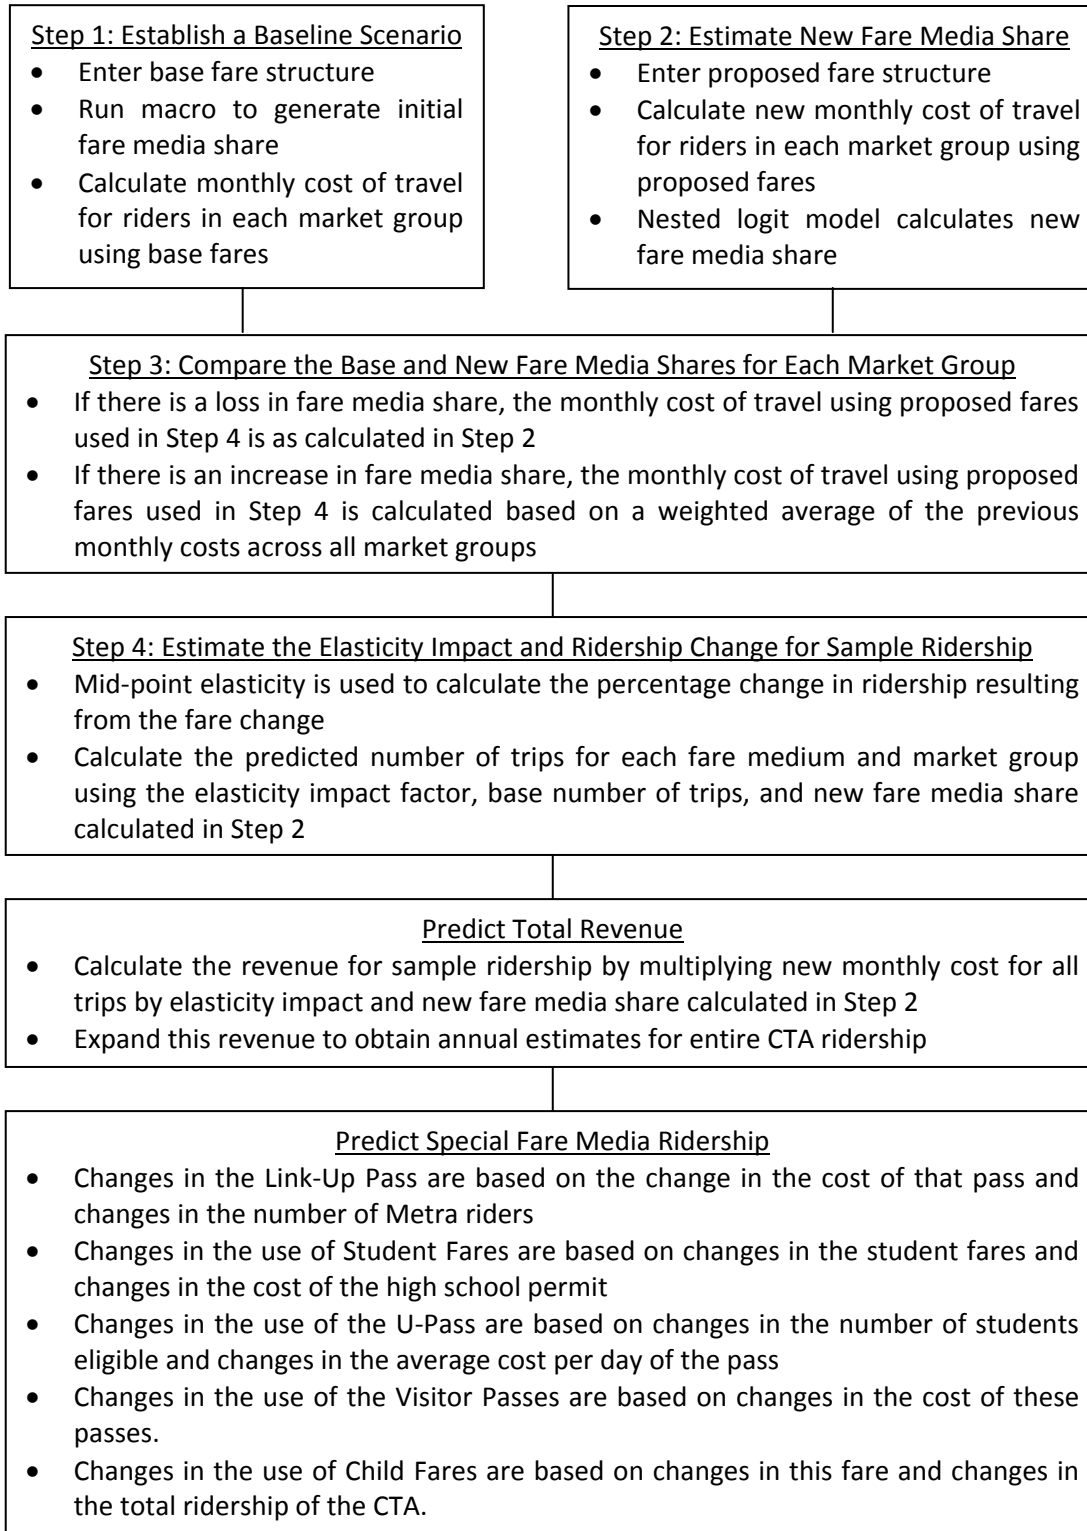 Step 1: Establish a Baseline Scenario
• Enter base fare structure
• Run macro to generate initial
fare media share
• Calculate monthly cost of travel
for riders in each market group
using base fares
Step 2: Estimate New Fare Media Share
• Enter proposed fare structure
• Calculate new monthly cost of travel
for riders in each market group using
proposed fares
• Nested logit model calculates new
fare media share
Step 3: Compare the Base and New Fare Media Shares for Each Market Group
• If there is a loss in fare media share, the monthly cost of travel using proposed fares
used in Step 4 is as calculated in Step 2
• If there is an increase in fare media share, the monthly cost of travel using proposed
fares used in Step 4 is calculated based on a weighted average of the previous
monthly costs across all market groups
Step 4: Estimate the Elasticity Impact and Ridership Change for Sample Ridership
• Mid-point elasticity is used to calculate the percentage change in ridership resulting
from the fare change
• Calculate the predicted number of trips for each fare medium and market group
using the elasticity impact factor, base number of trips, and new fare media share
calculated in Step 2
Predict Total Revenue
• Calculate the revenue for sample ridership by multiplying new monthly cost for all
trips by elasticity impact and new fare media share calculated in Step 2
• Expand this revenue to obtain annual estimates for entire CTA ridership
Predict Special Fare Media Ridership
• Changes in the Link-Up Pass are based on the change in the cost of that pass and
changes in the number of Metra riders
• Changes in the use of Student Fares are based on changes in the student fares and
changes in the cost of the high school permit
• Changes in the use of the U-Pass are based on changes in the number of students
eligible and changes in the average cost per day of the pass
• Changes in the use of the Visitor Passes are based on changes in the cost of these
passes.
• Changes in the use of Child Fares are based on changes in this fare and changes in
the total ridership of the CTA.